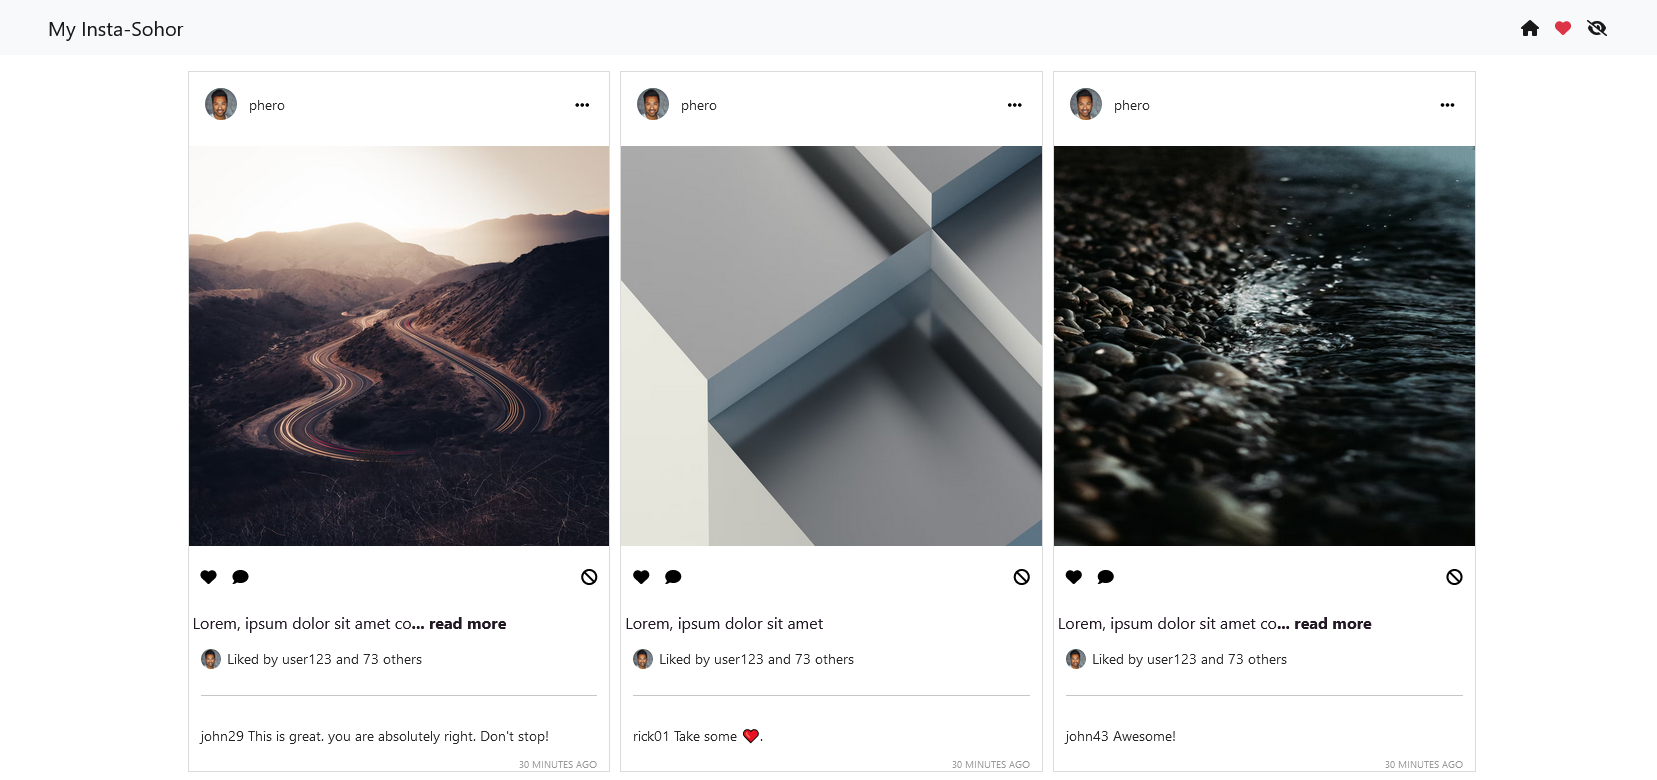 My Insta-Sohor
phero
•••
Lorem, ipsum dolor sit amet co... read more
Liked by user123 and 73 others
john29 This is great. you are absolutely right. Don't stop!
30 MINUTES AGO
phero
•••
Lorem, ipsum dolor sit amet
Liked by user123 and 73 others
rick01 Take some ❤️.
30 MINUTES AGO
phero
•••
Lorem, ipsum dolor sit amet co... read more
Liked by user123 and 73 others
john43 Awesome!
30 MINUTES AGO